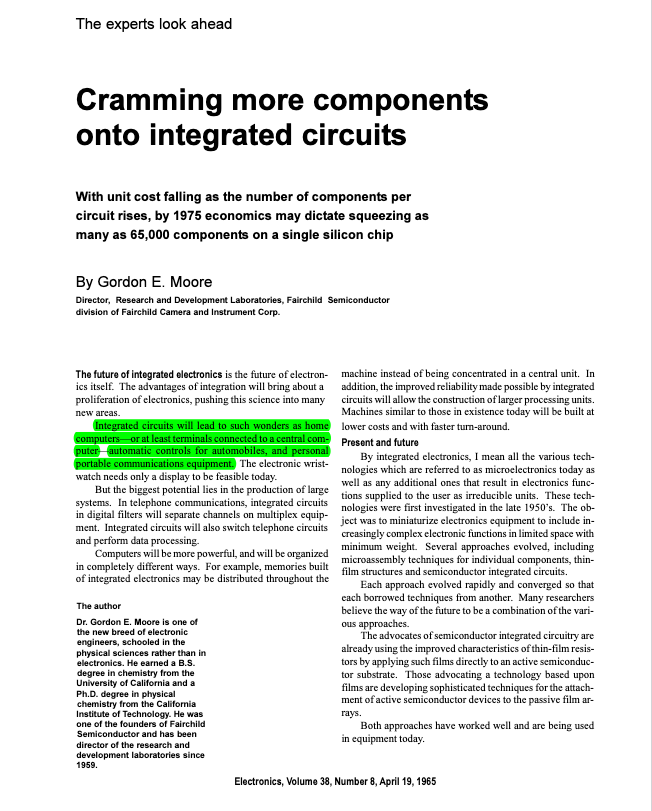 The experts look ahead
Cramming more components
onto integrated circuits
With unit cost falling as the number of components per
circuit rises, by 1975 economics may dictate squeezing as
many as 65,000 components on a single silicon chip
By Gordon E. Moore
Director, Research and Development Laboratories, Fairchild Semiconductor
division of Fairchild Camera and Instrument Corp.
The future of integrated electronics is the future of electron-
ics itself. The advantages of integration will bring about a
proliferation of electronics, pushing this science into many
new areas.
Integrated circuits will lead to such wonders as home
computers—or at least terminals connected to a central com-
puter—automatic controls for automobiles, and personal
portable communications equipment. The electronic wrist-
watch needs only a display to be feasible today.
But the biggest potential lies in the production of large
systems. In telephone communications, integrated circuits
in digital filters will separate channels on multiplex equip-
ment. Integrated circuits will also switch telephone circuits
and perform data processing.
Computers will be more powerful, and will be organized
in completely different ways. For example, memories built
of integrated electronics may be distributed throughout the
The author
Dr. Gordon E. Moore is one of
the new breed of electronic
engineers, schooled in the
physical sciences rather than in
electronics. He earned a B.S.
degree in chemistry from the
University of California and a
Ph.D. degree in physical
chemistry from the California
Institute of Technology. He was
one of the founders of Fairchild
Semiconductor and has been
director of the research and
development laboratories since
1959.
machine instead of being concentrated in a central unit. In
addition, the improved reliability made possible by integrated
circuits will allow the construction of larger processing units.
Machines similar to those in existence today will be built at
lower costs and with faster turn-around.
Present and future
By integrated electronics, I mean all the various tech-
nologies which are referred to as microelectronics today as
well as any additional ones that result in electronics func-
tions supplied to the user as irreducible units. These tech-
nologies were first investigated in the late 1950's. The ob-
ject was to miniaturize electronics equipment to include in-
creasingly complex electronic functions in limited space with
minimum weight. Several approaches evolved, including
microassembly techniques for individual components, thin-
film structures and semiconductor integrated circuits.
Each approach evolved rapidly and converged so that
each borrowed techniques from another. Many researchers
believe the way of the future to be a combination of the vari-
ous approaches.
The advocates of semiconductor integrated circuitry are
already using the improved characteristics of thin-film resis-
tors by applying such films directly to an active semiconduc-
tor substrate. Those advocating a technology based upon
films are developing sophisticated techniques for the attach-
ment of active semiconductor devices to the passive film ar-
rays.
Both approaches have worked well and are being used
in equipment today.
Electronics, Volume 38, Number 8, April 19, 1965